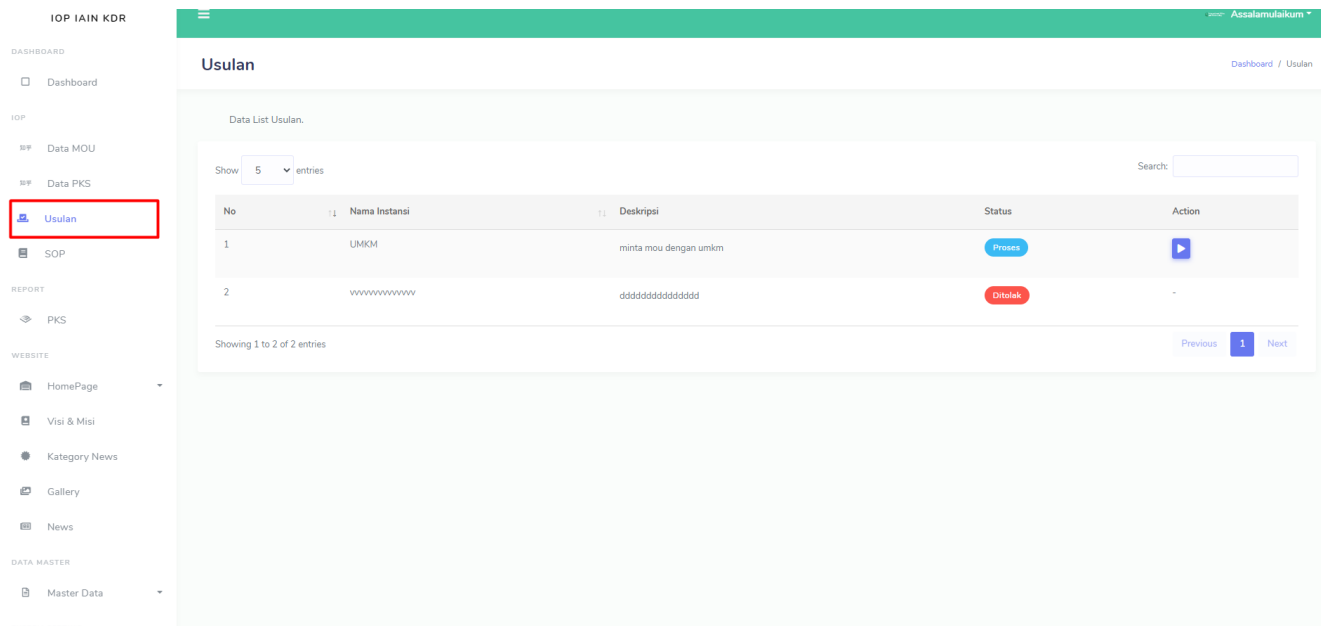 IOP IAIN KDR
Assalamulaikum
DASHBOARD
Dashboard
IOP
Data MOU
Data PKS
Usulan
SOP
REPORT
PKS
WEBSITE
HomePage
Visi & Misi
Kategory News
Gallery
News
DATA MASTER
Master Data
Usulan
Dashboard / Usulan
Data List Usulan.
Show 5 entries
Search:
No Nama Instansi Deskripsi Status Action
1 UMKM minta mou dengan umkm Proses
2 vvvvvvvvvvvvv ddddddddddddddd Ditolak -
Showing 1 to 2 of 2 entries
Previous 1 Next